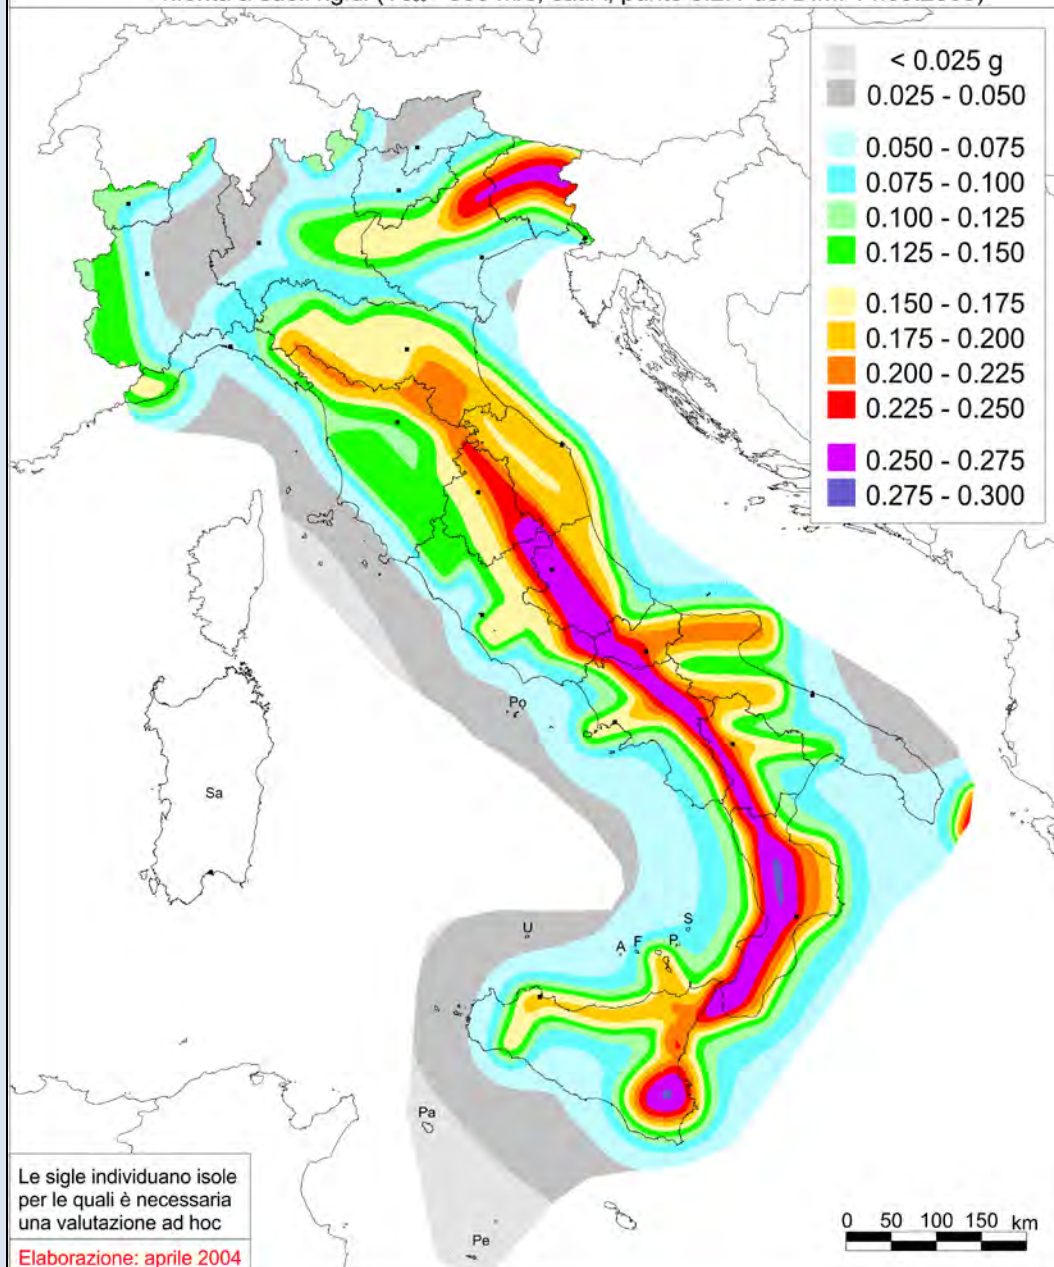 < 0.025 g
0.025 - 0.050
0.050 - 0.075
0.075 - 0.100
0.100 - 0.125
0.125 - 0.150
0.150 - 0.175
0.175 - 0.200
0.200 - 0.225
0.225 - 0.250
0.250 - 0.275
0.275 - 0.300
Po
Sa
U
A
F
P
S
Pa
Pe
Le sigle individuano isole
per le quali è necessaria
una valutazione ad hoc
Elaborazione: aprile 2004
0 50 100 150 km